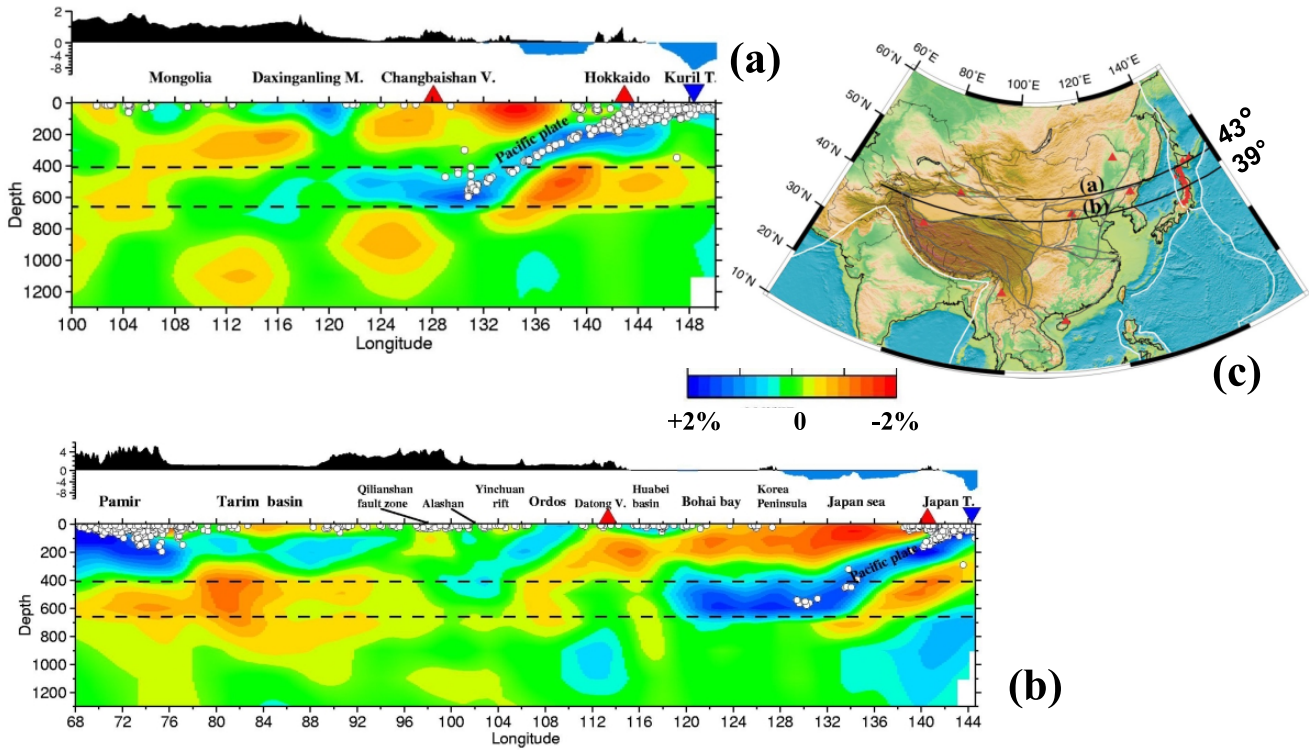 2
0
-4
-8
(a)
Mongolia Daxinganling M. Changbaishan V. Hokkaido Kuril T.
Pacific plate
0
200
400
600
800
1000
1200
Depth
100 104 108 112 116 120 124 128 132 136 140 144 148
Longitude
60°E 80°E 100°E 120°E 140°E
60°N
50°N
40°N
30°N
20°N
10°N
43°
39°
(a)
(b)
(c)
+2% 0 -2%
4
0
-4
-8
Pamir Tarim basin Qilianshan fault zone Alashan Yinchuan rift Ordos Datong V. Huabei basin Bohai bay Korea Peninsula Japan sea Japan T.
Pacific plate
0
200
400
600
800
1000
1200
Depth
68 72 76 80 84 88 92 96 100 104 108 112 116 120 124 128 132 136 140 144
Longitude
(b)